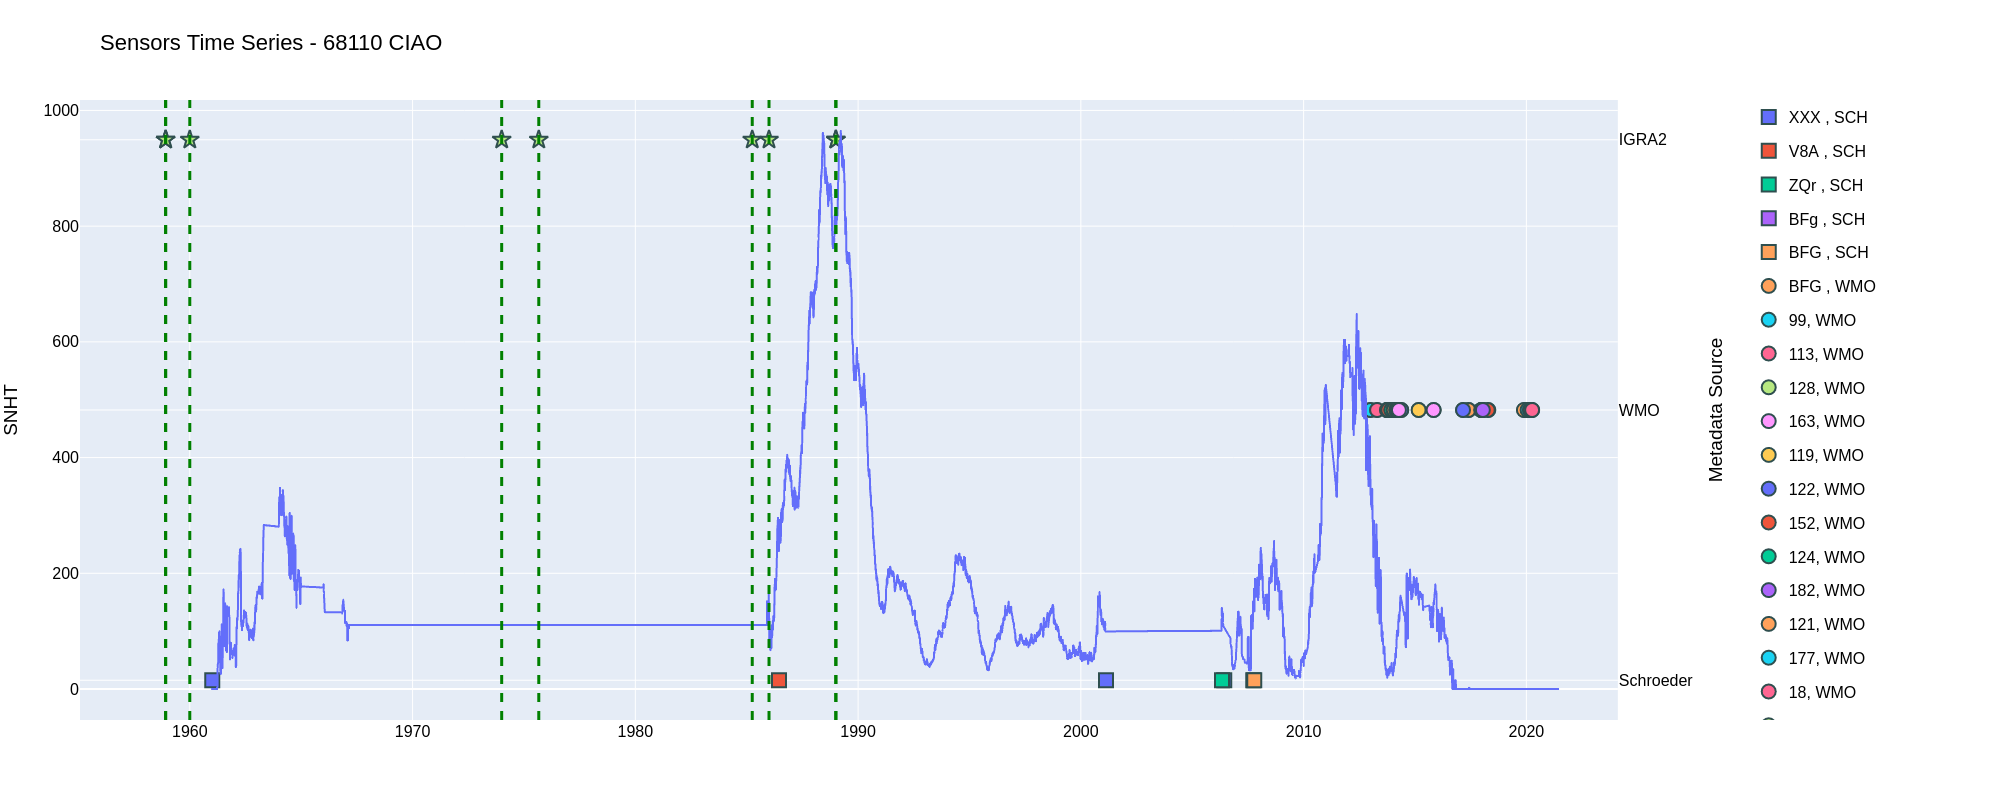 Sensors Time Series - 68110 CIAO
1000
800
600
400
200
0
SNHT
1960
1970
1980
1990
2000
2010
2020
IGRA2
WMO
Schroeder
Metadata Source
XXX , SCH
V8A , SCH
ZQr , SCH
BFg , SCH
BFG , SCH
BFG , WMO
99, WMO
113, WMO
128, WMO
163, WMO
119, WMO
122, WMO
152, WMO
124, WMO
182, WMO
121, WMO
177, WMO
18, WMO